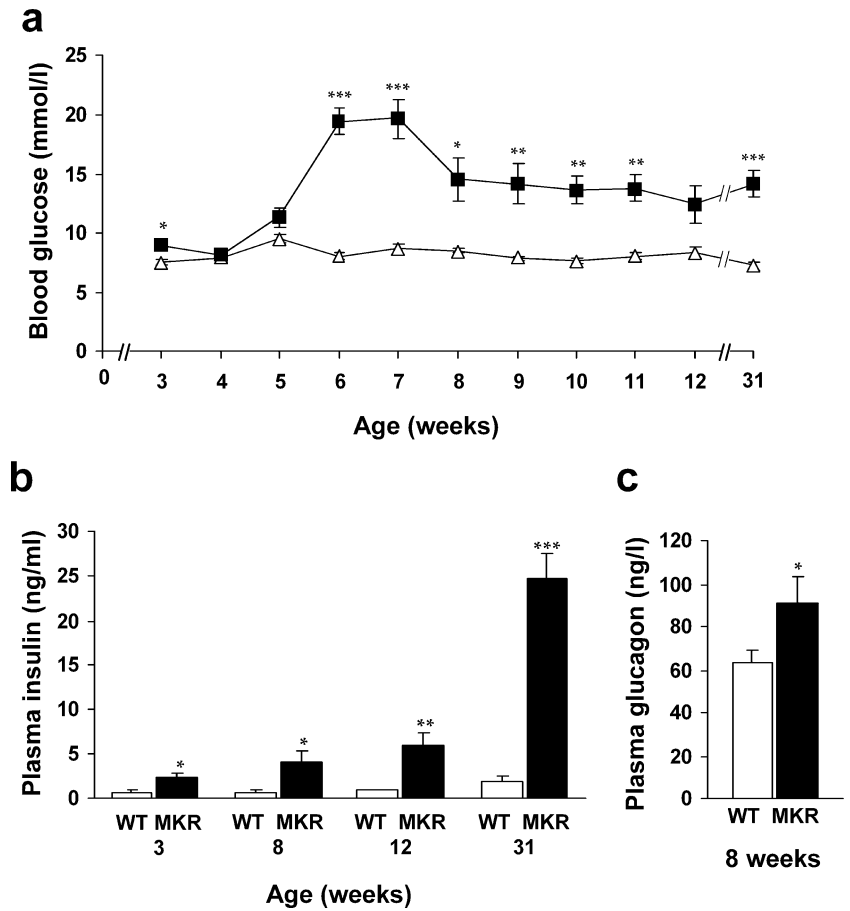 a
Blood glucose (mmol/l)
25
20
15
10
5
0
*
***
***
*
**
**
**
***
0 3 4 5 6 7 8 9 10 11 12 31
Age (weeks)
b
Plasma insulin (ng/ml)
30
25
20
15
10
5
0
*
*
**
***
WT MKR WT MKR WT MKR WT MKR
3 8 12 31
Age (weeks)
c
Plasma glucagon (ng/l)
120
100
80
60
40
20
0
*
WT MKR
8 weeks